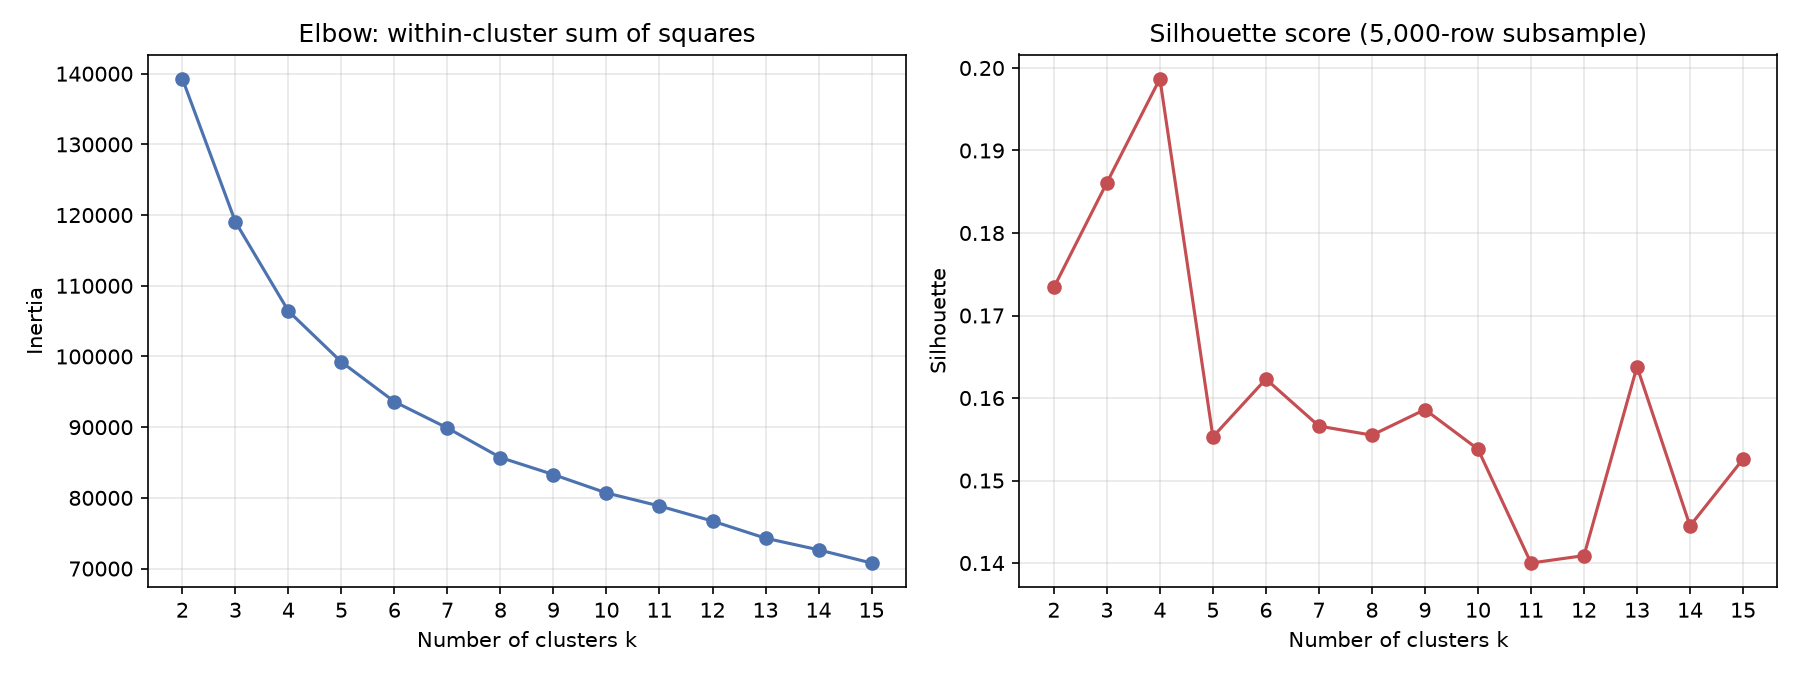 Elbow: within-cluster sum of squares
140000
130000
120000
110000
100000
90000
80000
70000
Inertia
2 3 4 5 6 7 8 9 10 11 12 13 14 15
Number of clusters k
Silhouette score (5,000-row subsample)
0.20
0.19
0.18
0.17
0.16
0.15
0.14
Silhouette
2 3 4 5 6 7 8 9 10 11 12 13 14 15
Number of clusters k